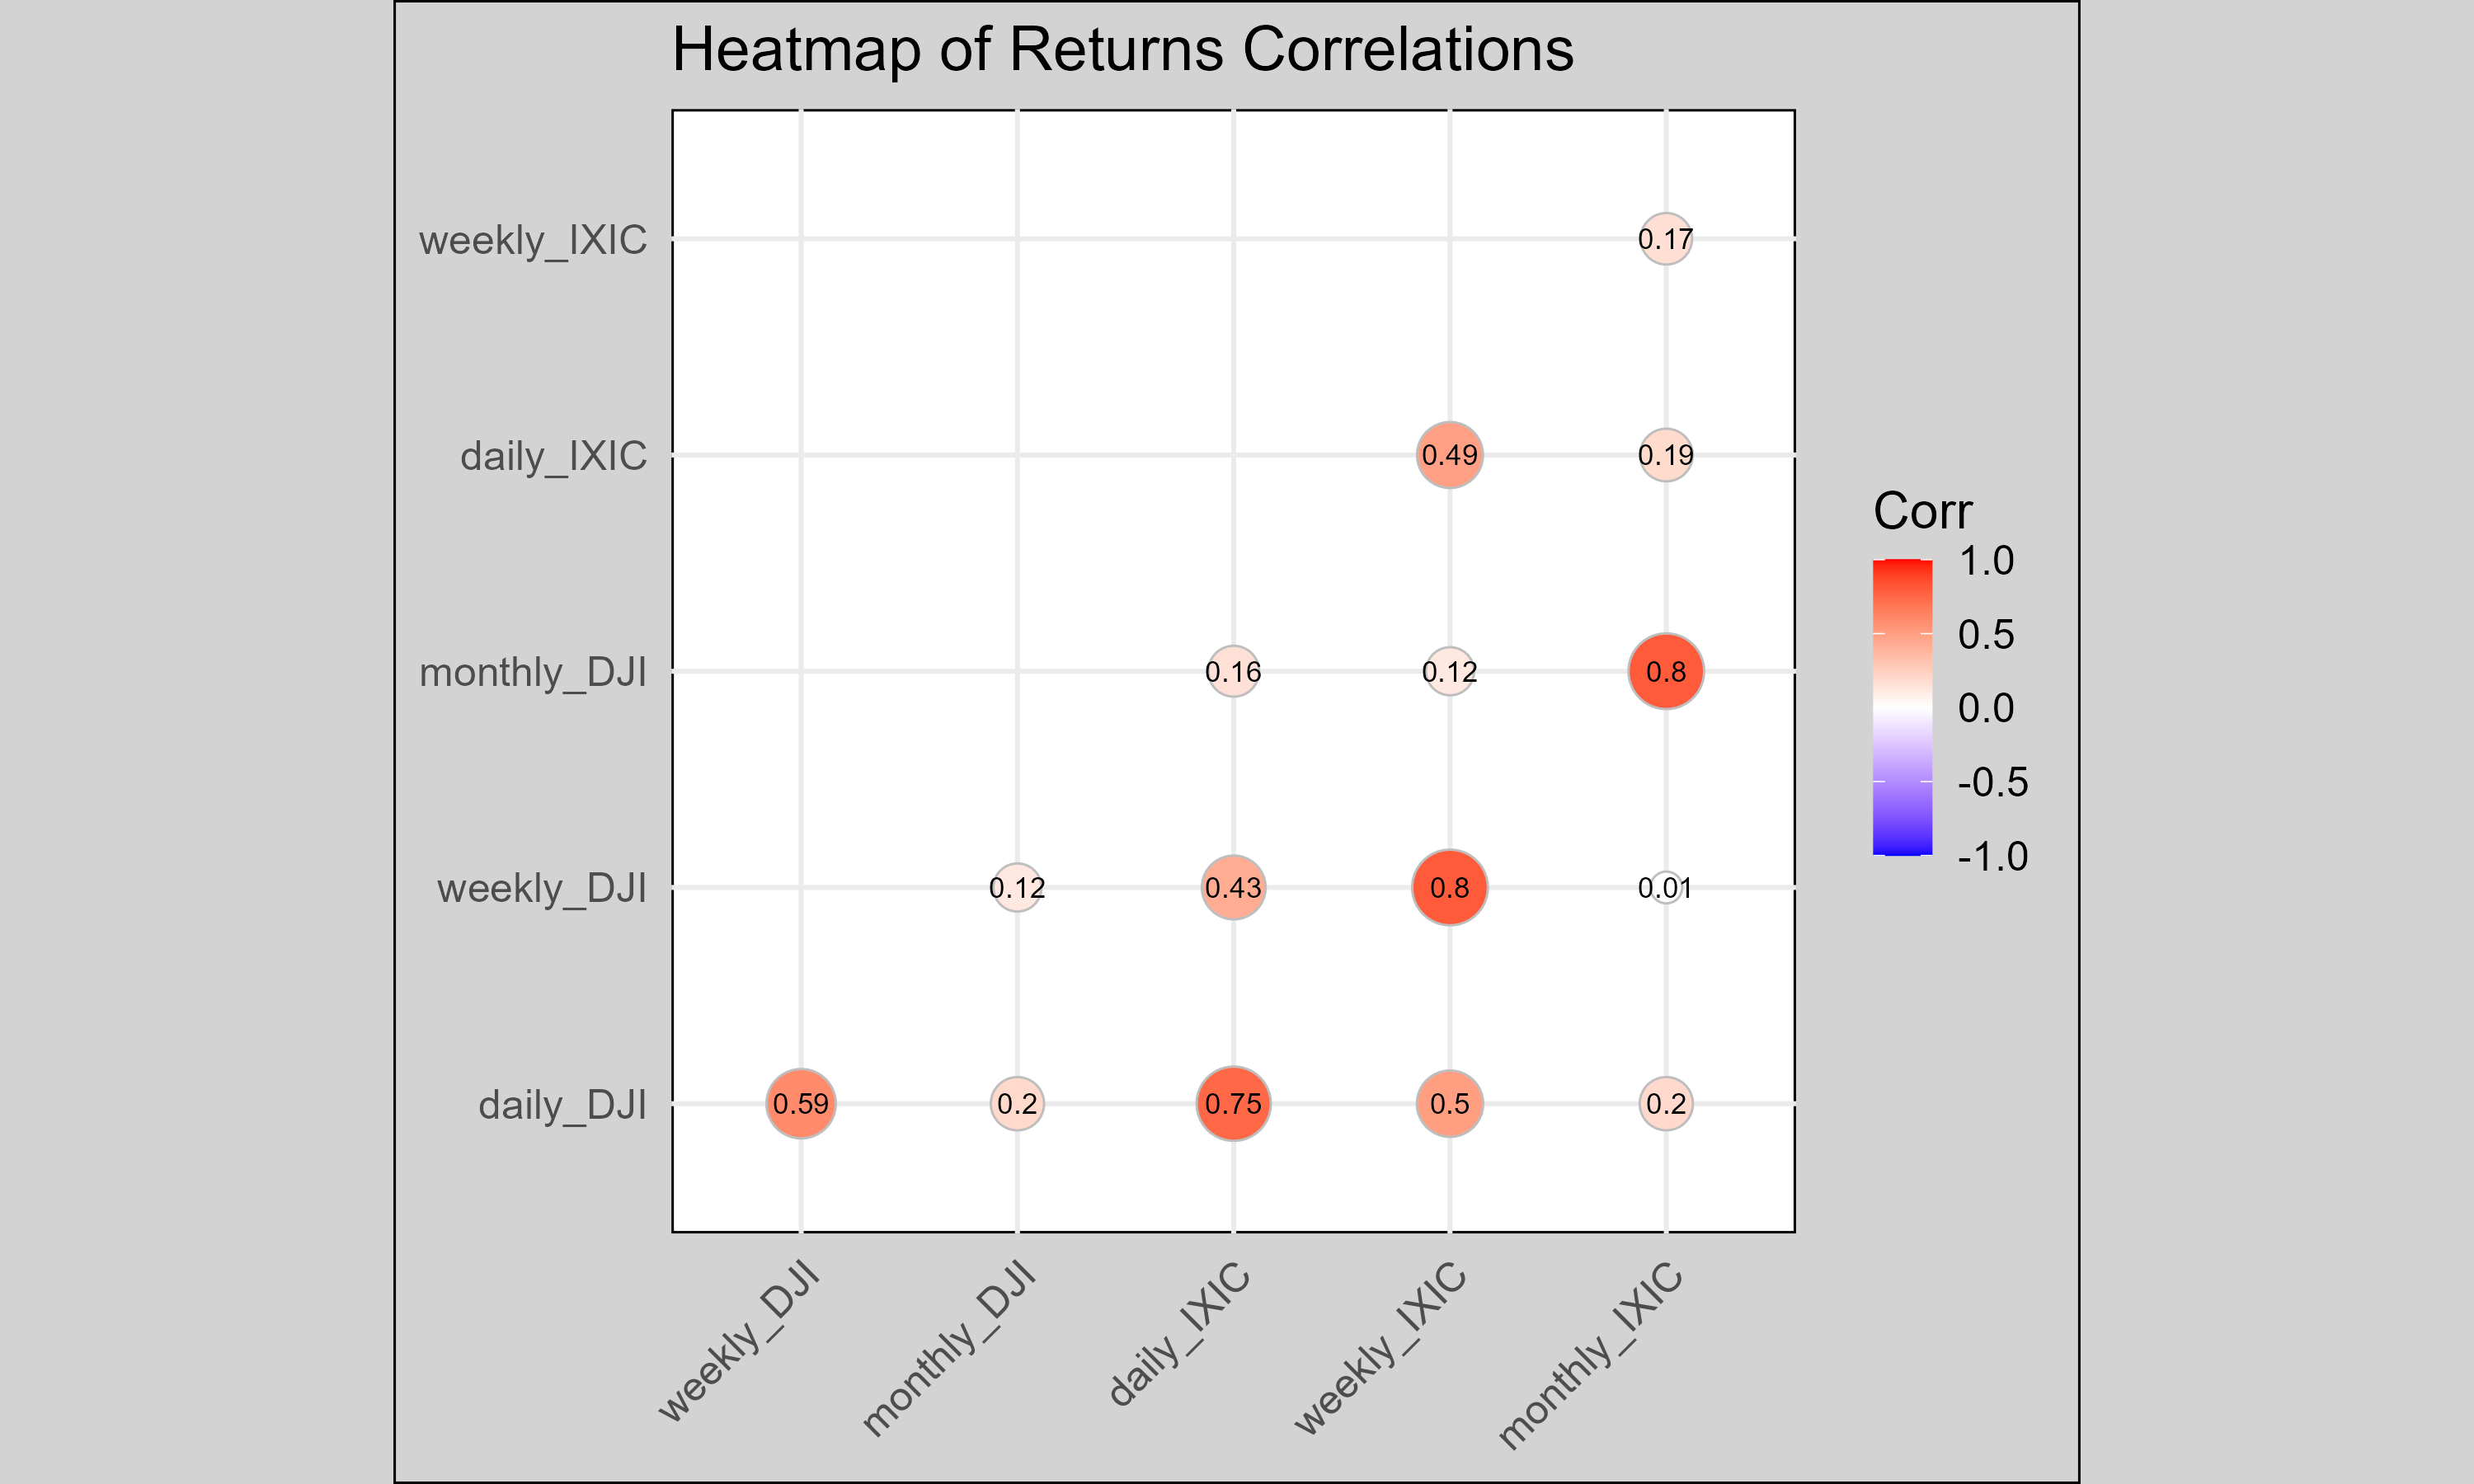 Heatmap of Returns Correlations
weekly_IXIC
0.17
daily_IXIC
0.49
0.19
monthly_DJI
0.16
0.12
0.8
weekly_DJI
0.12
0.43
0.8
0.01
daily_DJI
0.59
0.2
0.75
0.5
0.2
weekly_DJI
monthly_DJI
daily_IXIC
weekly_IXIC
monthly_IXIC
Corr
1.0
0.5
0.0
-0.5
-1.0